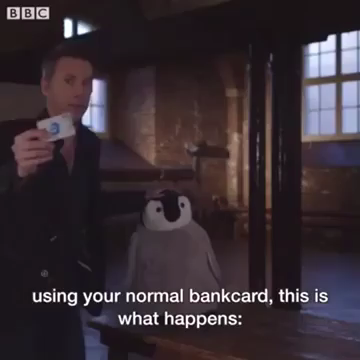 BBC
using your normal bankcard, this is
what happens: